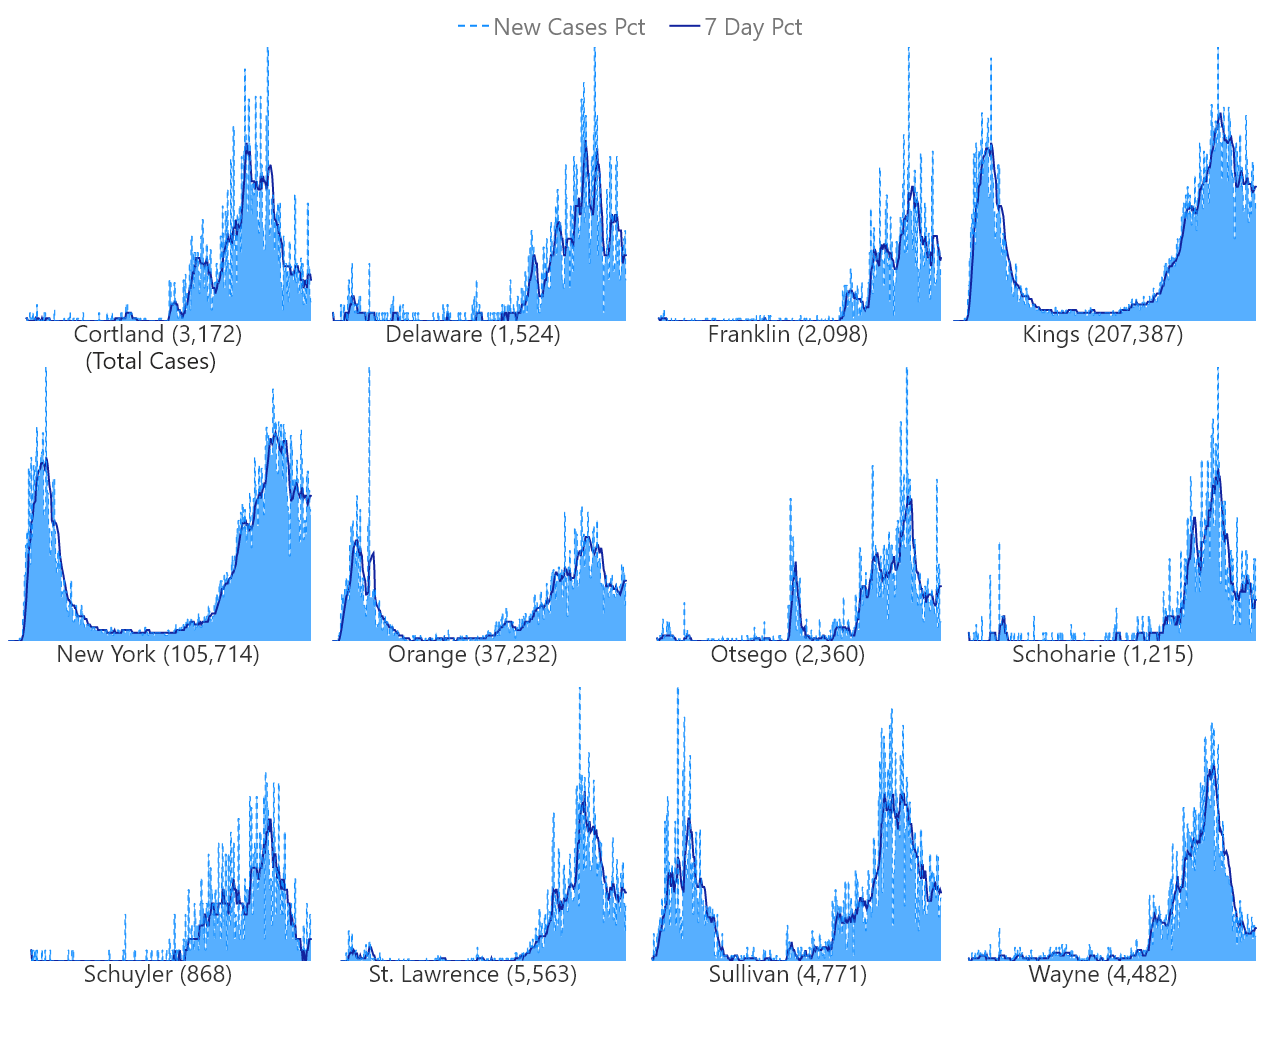 New Cases Pct 7 Day Pct
Cortland (3,172) Delaware (1,524) Franklin (2,098) Kings (207,387)
(Total Cases)
New York (105,714) Orange (37,232) Otsego (2,360) Schoharie (1,215)
Schuyler (868) St. Lawrence (5,563) Sullivan (4,771) Wayne (4,482)